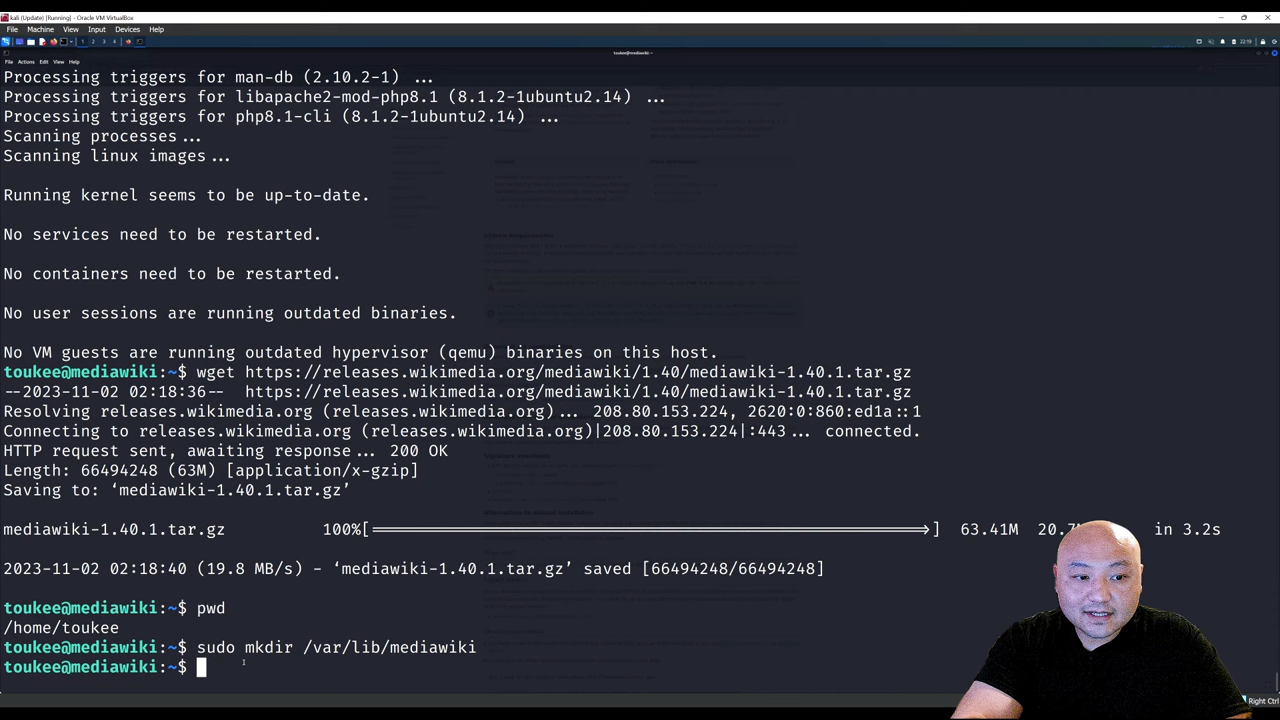 kali (Update) [Running] - Oracle VM VirtualBox
File Machine View Input Devices Help
1 2 3 4
22:19
toukee@mediawiki: ~
File Actions Edit View Help
Processing triggers for man-db (2.10.2-1) ...
Processing triggers for libapache2-mod-php8.1 (8.1.2-1ubuntu2.14) ...
Processing triggers for php8.1-cli (8.1.2-1ubuntu2.14) ...
Scanning processes...
Scanning linux images...
Running kernel seems to be up-to-date.
No services need to be restarted.
No containers need to be restarted.
No user sessions are running outdated binaries.
No VM guests are running outdated hypervisor (qemu) binaries on this host.
toukee@mediawiki:~$ wget https://releases.wikimedia.org/mediawiki/1.40/mediawiki-1.40.1.tar.gz
--2023-11-02 02:18:36-- https://releases.wikimedia.org/mediawiki/1.40/mediawiki-1.40.1.tar.gz
Resolving releases.wikimedia.org (releases.wikimedia.org)... 208.80.153.224, 2620:0:860:ed1a::1
Connecting to releases.wikimedia.org (releases.wikimedia.org)|208.80.153.224|:443... connected.
HTTP request sent, awaiting response... 200 OK
Length: 66494248 (63M) [application/x-gzip]
Saving to: ‘mediawiki-1.40.1.tar.gz’
mediawiki-1.40.1.tar.gz 100%[===================>] 63.41M in 3.2s
2023-11-02 02:18:40 (19.8 MB/s) - ‘mediawiki-1.40.1.tar.gz’ saved [66494248/66494248]
toukee@mediawiki:~$ pwd
/home/toukee
toukee@mediawiki:~$ sudo mkdir /var/lib/mediawiki
toukee@mediawiki:~$
Right Ctrl